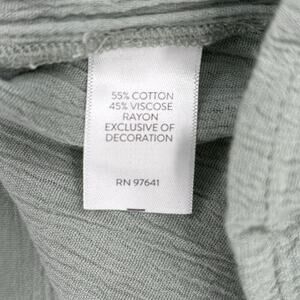 55% COTTON
45% VISCOSE
RAYON
EXCLUSIVE OF
DECORATION
RN 97641